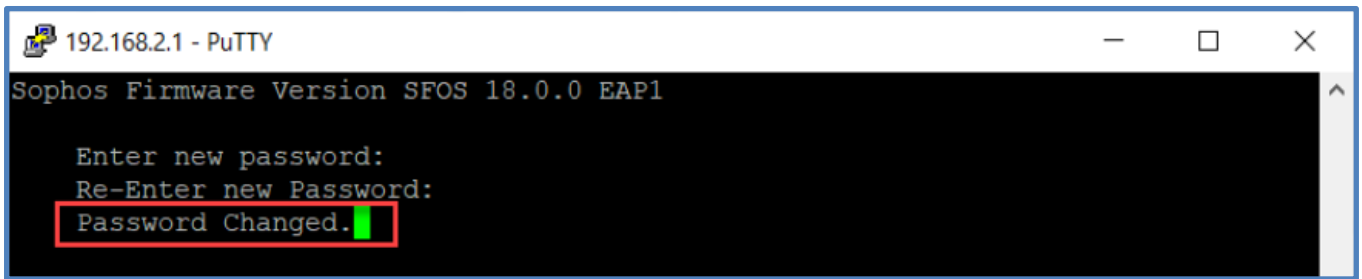 192.168.2.1 - PuTTY
Sophos Firmware Version SFOS 18.0.0 EAP1
Enter new password:
Re-Enter new Password:
Password Changed.